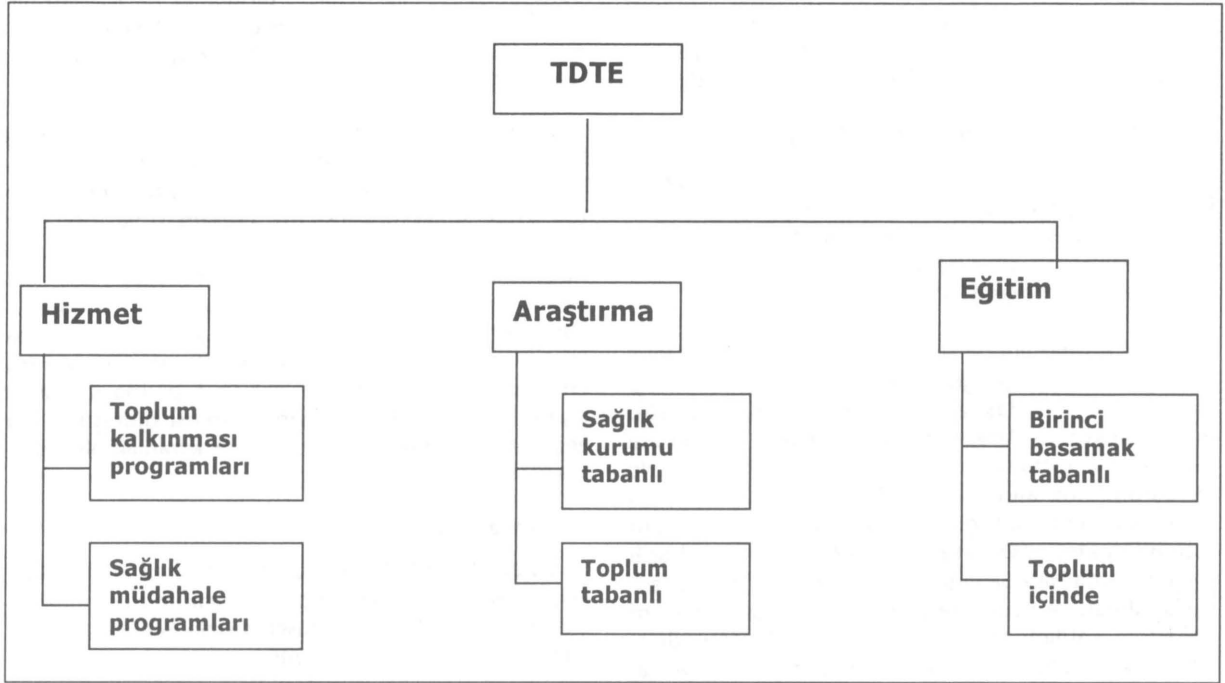 TDTE
Hizmet
Toplum
kalkınması
programları
Sağlık
müdahale
programları
Araştırma
Sağlık
kurumu
tabanlı
Toplum
tabanlı
Eğitim
Birinci
basamak
tabanlı
Toplum
içinde